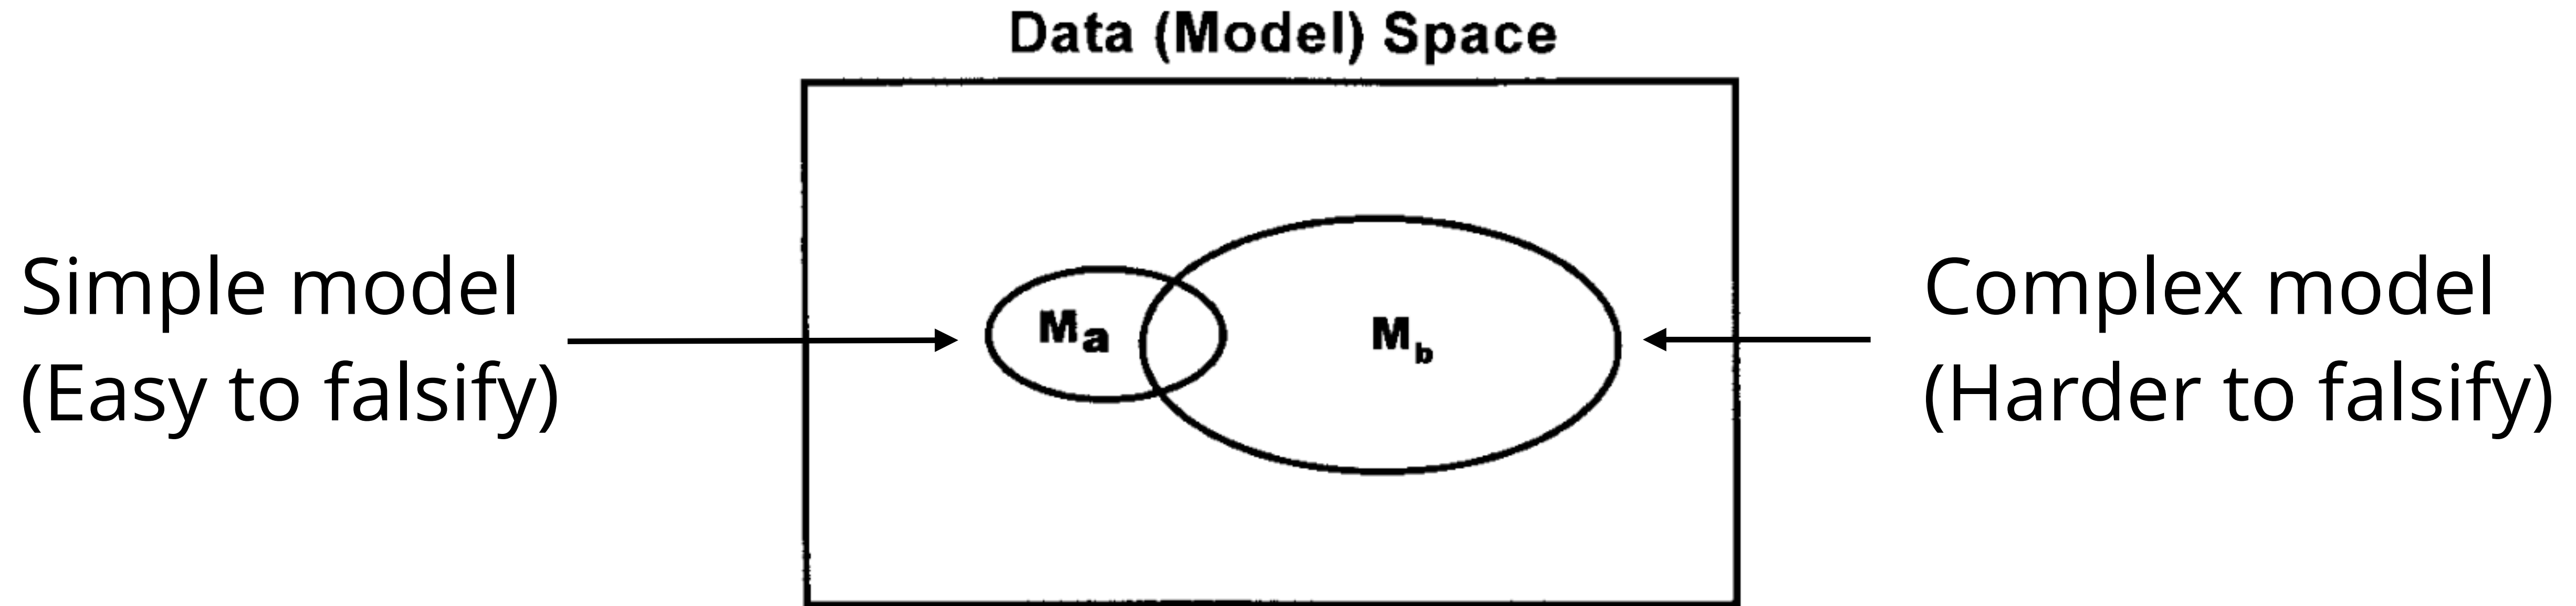 Data (Model) Space
Simple model
(Easy to falsify)
Ma
Mb
Complex model
(Harder to falsify)